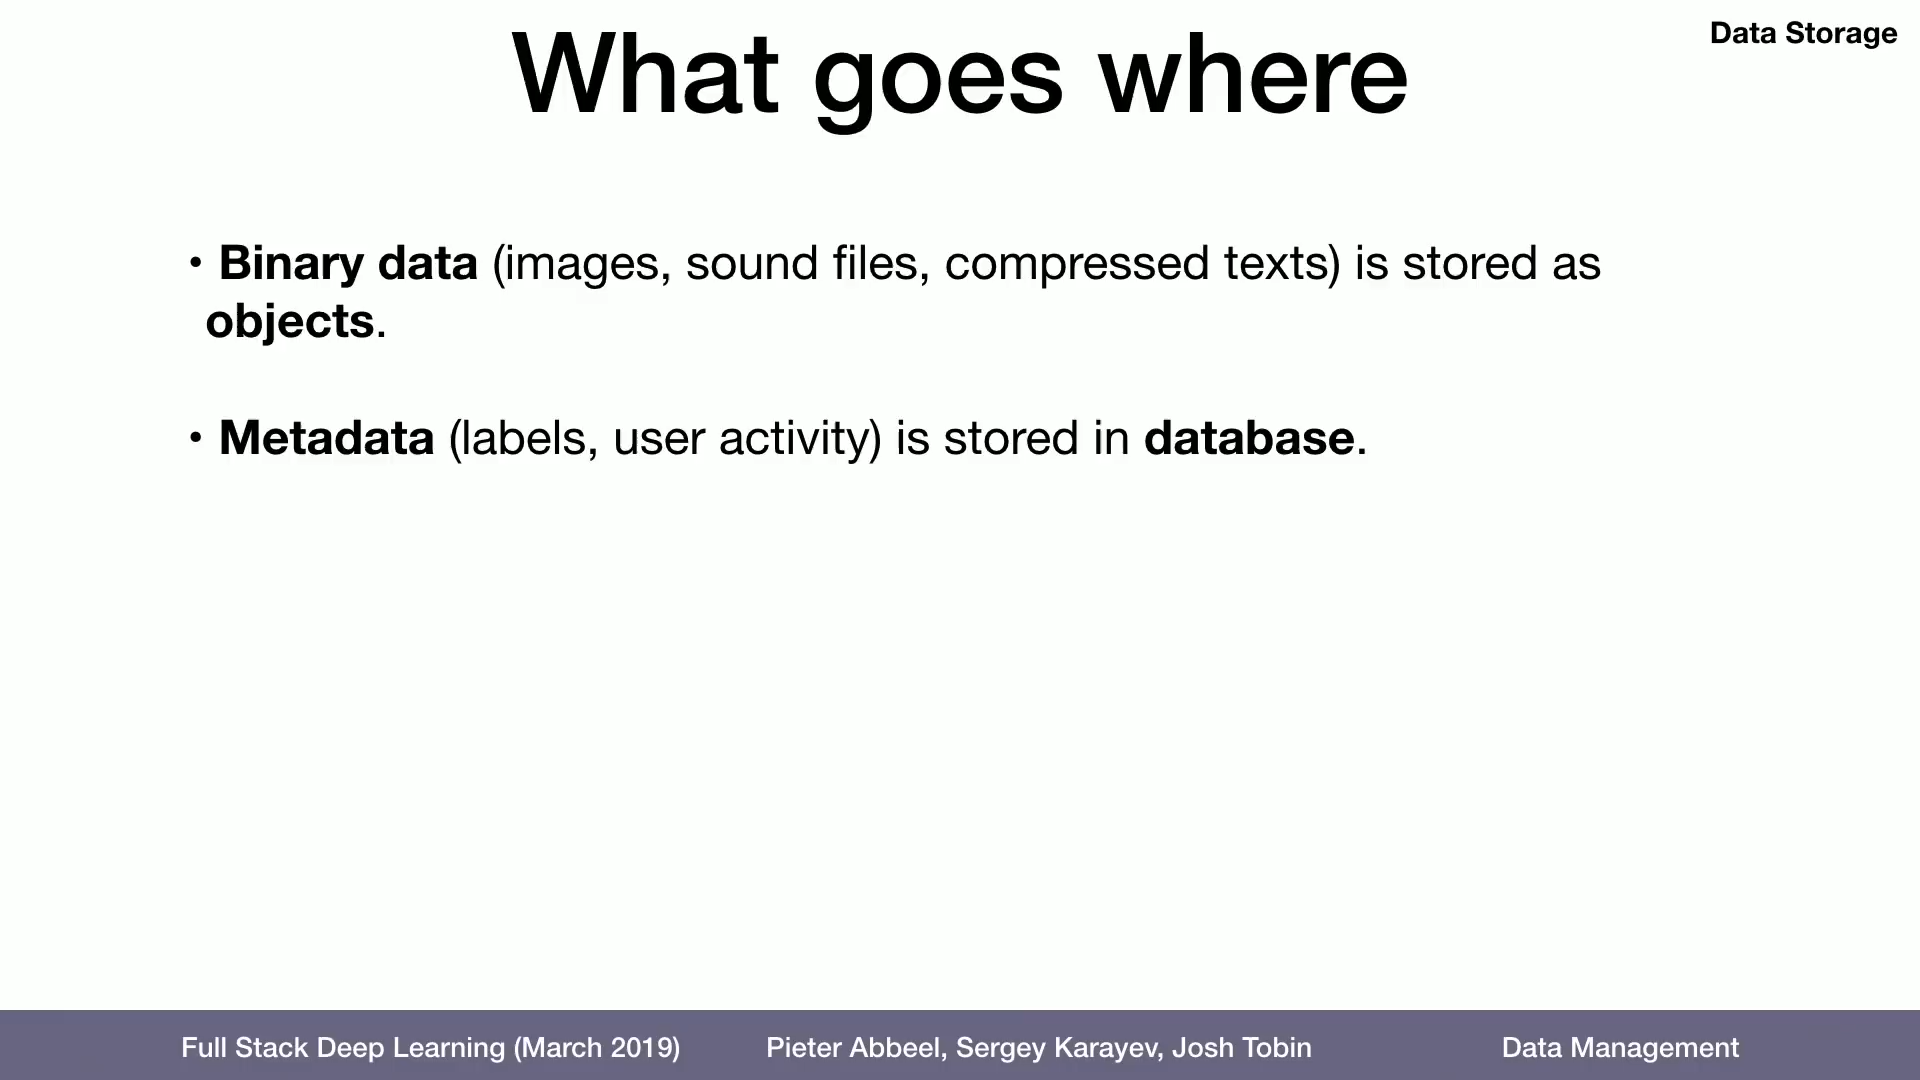 Data Storage
What goes where
• Binary data (images, sound files, compressed texts) is stored as
objects.
• Metadata (labels, user activity) is stored in database.
Full Stack Deep Learning (March 2019) Pieter Abbeel, Sergey Karayev, Josh Tobin Data Management